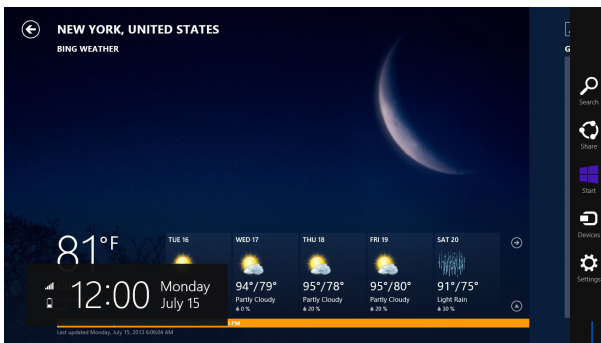 NEW YORK, UNITED STATES
BING WEATHER
Search
Share
Start
Devices
Settings
81°F
TUE 16
WED 17
94°/79°
Partly Cloudy
0 %
THU 18
95°/78°
Partly Cloudy
20 %
FRI 19
95°/80°
Partly Cloudy
20 %
SAT 20
91°/75°
Light Rain
30 %
12:00
Monday
July 15
PM
Last updated Monday, July 15, 2013 6:06:04 AM